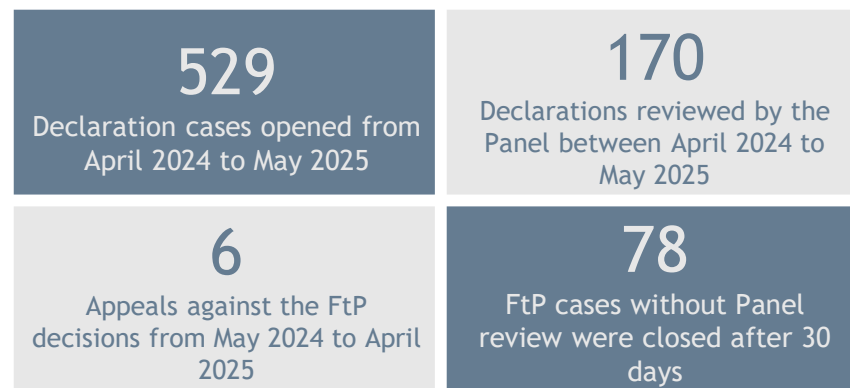 529
Declaration cases opened from
April 2024 to May 2025
170
Declarations reviewed by the
Panel between April 2024 to
May 2025
6
Appeals against the FtP
decisions from May 2024 to April
2025
78
FtP cases without Panel
review were closed after 30
days